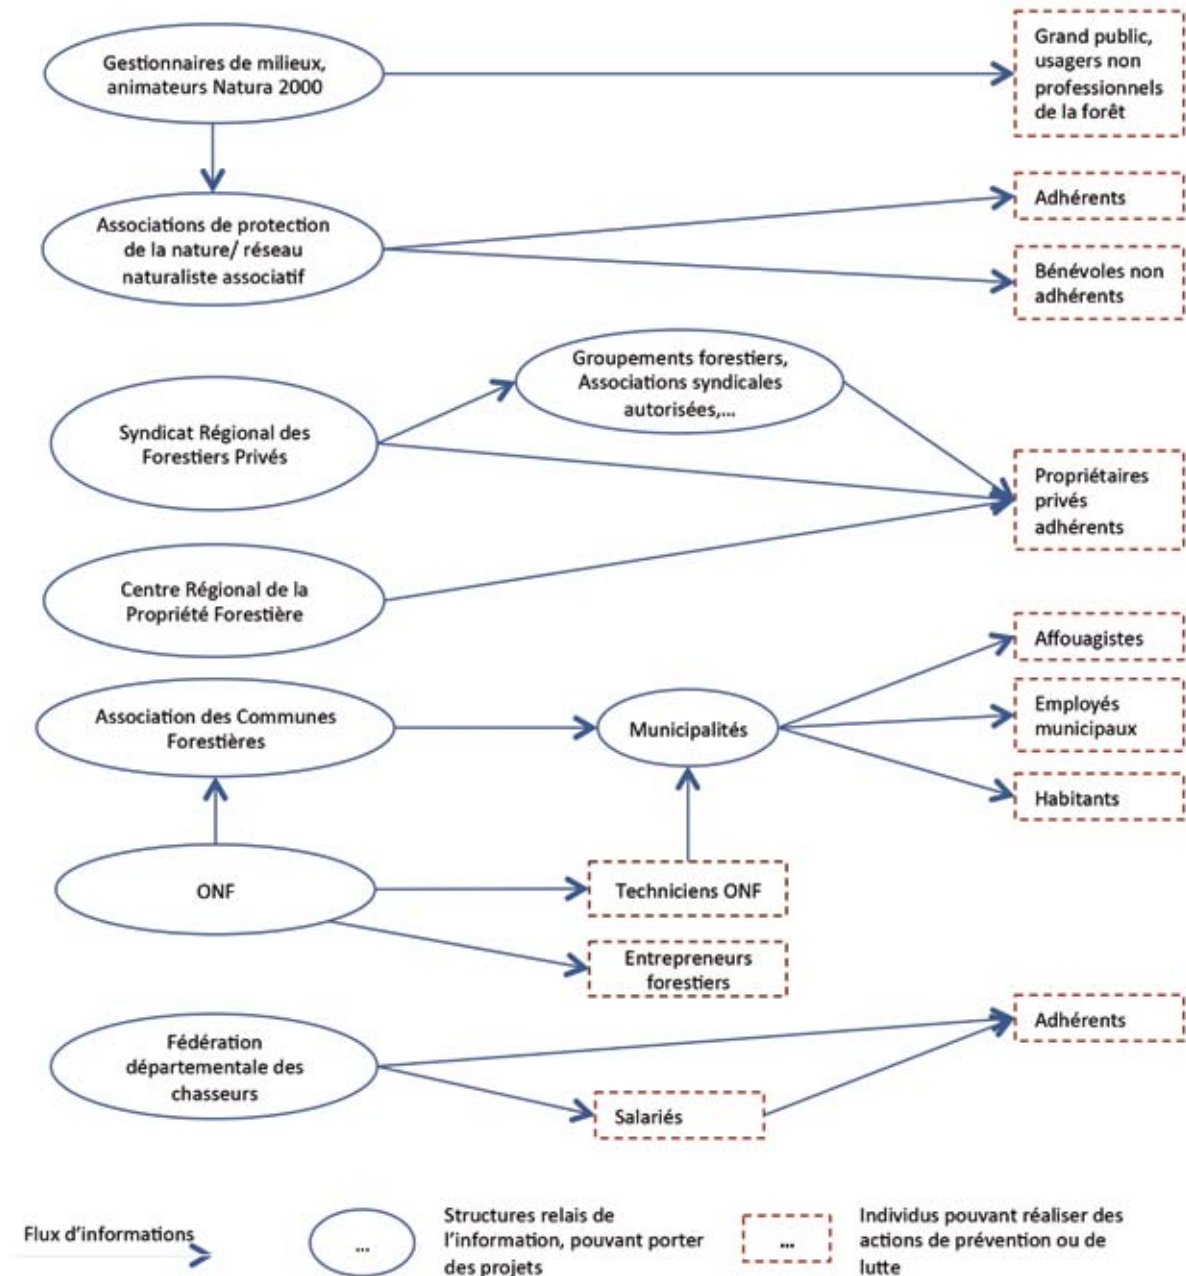 Gestionnaires de milieux,
animateurs Natura 2000
Grand public,
usagers non
professionnels
de la forêt
Associations de protection
de la nature/ réseau
naturaliste associatif
Adhérents
Bénévoles non
adhérents
Groupements forestiers,
Associations syndicales
autorisées,...
Syndicat Régional des
Forestiers Privés
Propriétaires
privés
adhérents
Centre Régional de la
Propriété Forestière
Affouagistes
Association des Communes
Forestières
Municipalités
Employés
municipaux
Habitants
ONF
Techniciens ONF
Entrepreneurs
forestiers
Adhérents
Fédération
départementale des
chasseurs
Salariés
Flux d'informations
...
Structures relais de
l'information, pouvant porter
des projets
...
Individus pouvant réaliser des
actions de prévention ou de
lutte